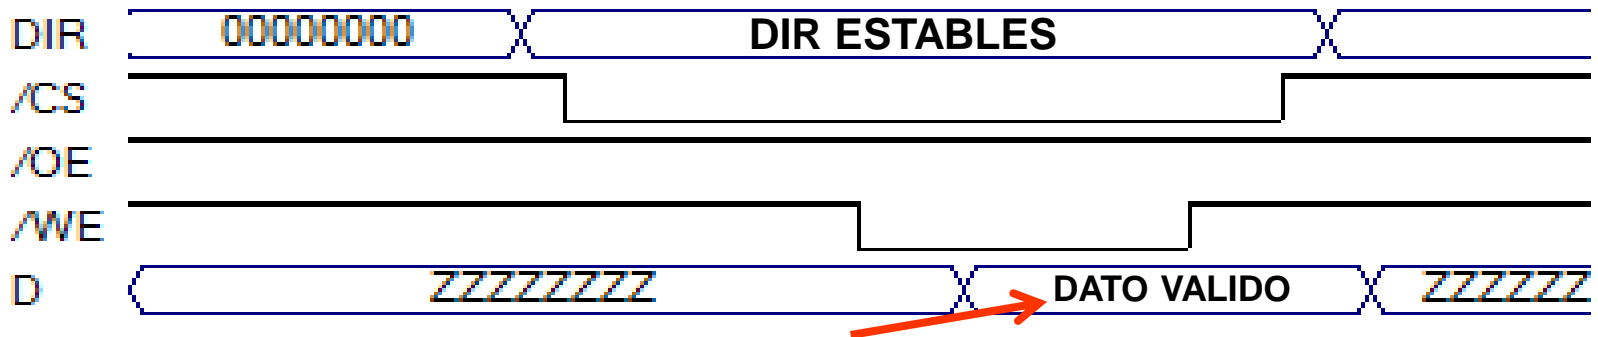 DIR 00000000 DIR ESTABLES
/CS
/OE
/WE
D ZZZZZZZZ DATO VALIDO ZZZZZZ